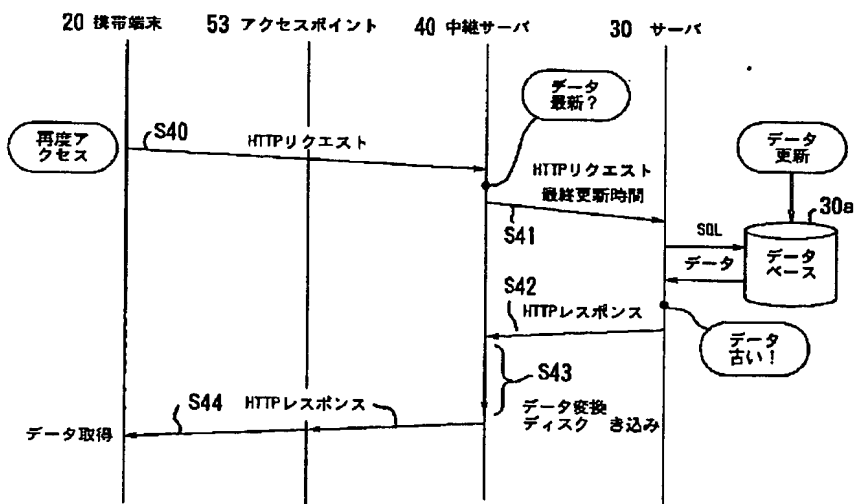 20 携帯端末
53 アクセスポイント
40 中継サーバ
30 サーバ
データ
最新?
再度ア
クセス
S40
HTTPリクエスト
データ
更新
HTTPリクエスト
最終更新時間
S41
30a
SQL
データ
データ
ベース
S42
HTTPレスポンス
データ
古い!
S43
データ変換
ディスク き込み
S44
HTTPレスポンス
データ取得